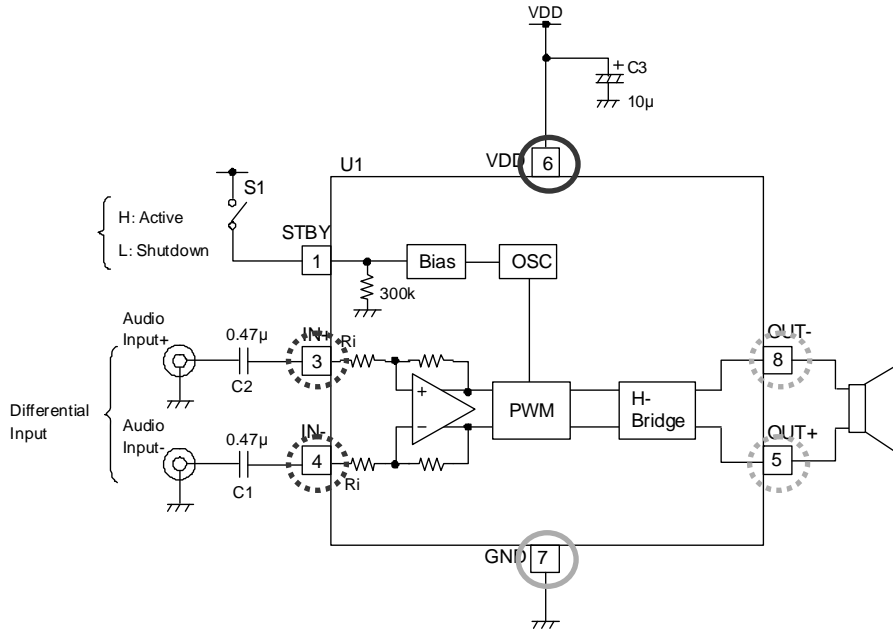 VDD
+ C3
10μ
U1
VDD
6
S1
H: Active
L: Shutdown
STBY
1
Bias
OSC
300k
Audio
Input+
0.47μ
C2
IN+
3
Ri
OUT-
8
Differential
Input
Audio
Input-
0.47μ
C1
IN-
4
Ri
+
−
PWM
H-
Bridge
OUT+
5
GND
7